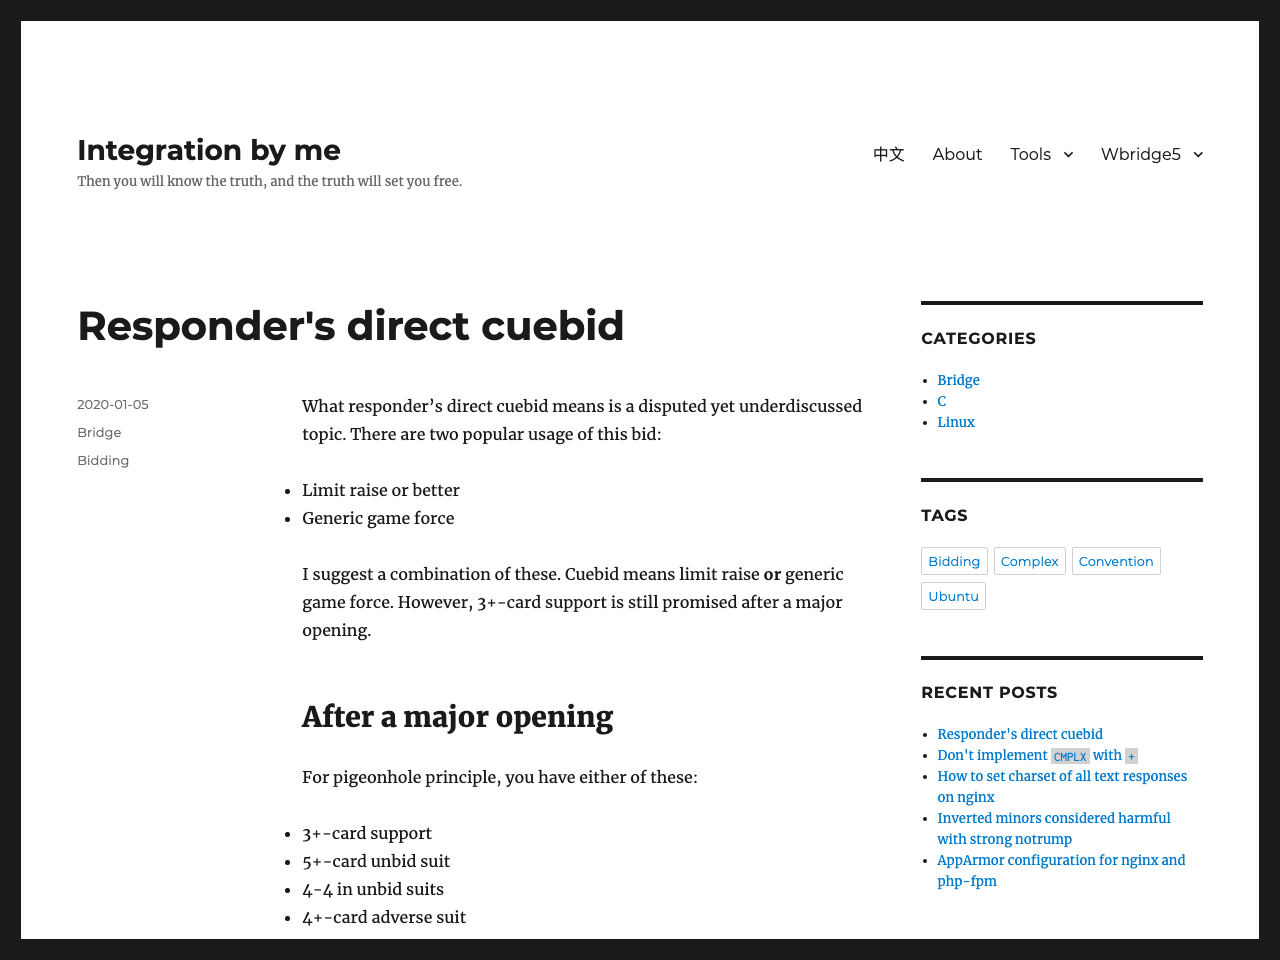 Integration by me
Then you will know the truth, and the truth will set you free.
中文 About Tools Wbridge5
Responder's direct cuebid
2020-01-05
Bridge
Bidding
What responder’s direct cuebid means is a disputed yet underdiscussed
topic. There are two popular usage of this bid:
Limit raise or better
Generic game force
I suggest a combination of these. Cuebid means limit raise or generic
game force. However, 3+-card support is still promised after a major
opening.
After a major opening
For pigeonhole principle, you have either of these:
3+-card support
5+-card unbid suit
4-4 in unbid suits
4+-card adverse suit
CATEGORIES
Bridge
C
Linux
TAGS
Bidding Complex Convention
Ubuntu
RECENT POSTS
Responder's direct cuebid
Don't implement CMPLX with +
How to set charset of all text responses
on nginx
Inverted minors considered harmful
with strong notrump
AppArmor configuration for nginx and
php-fpm